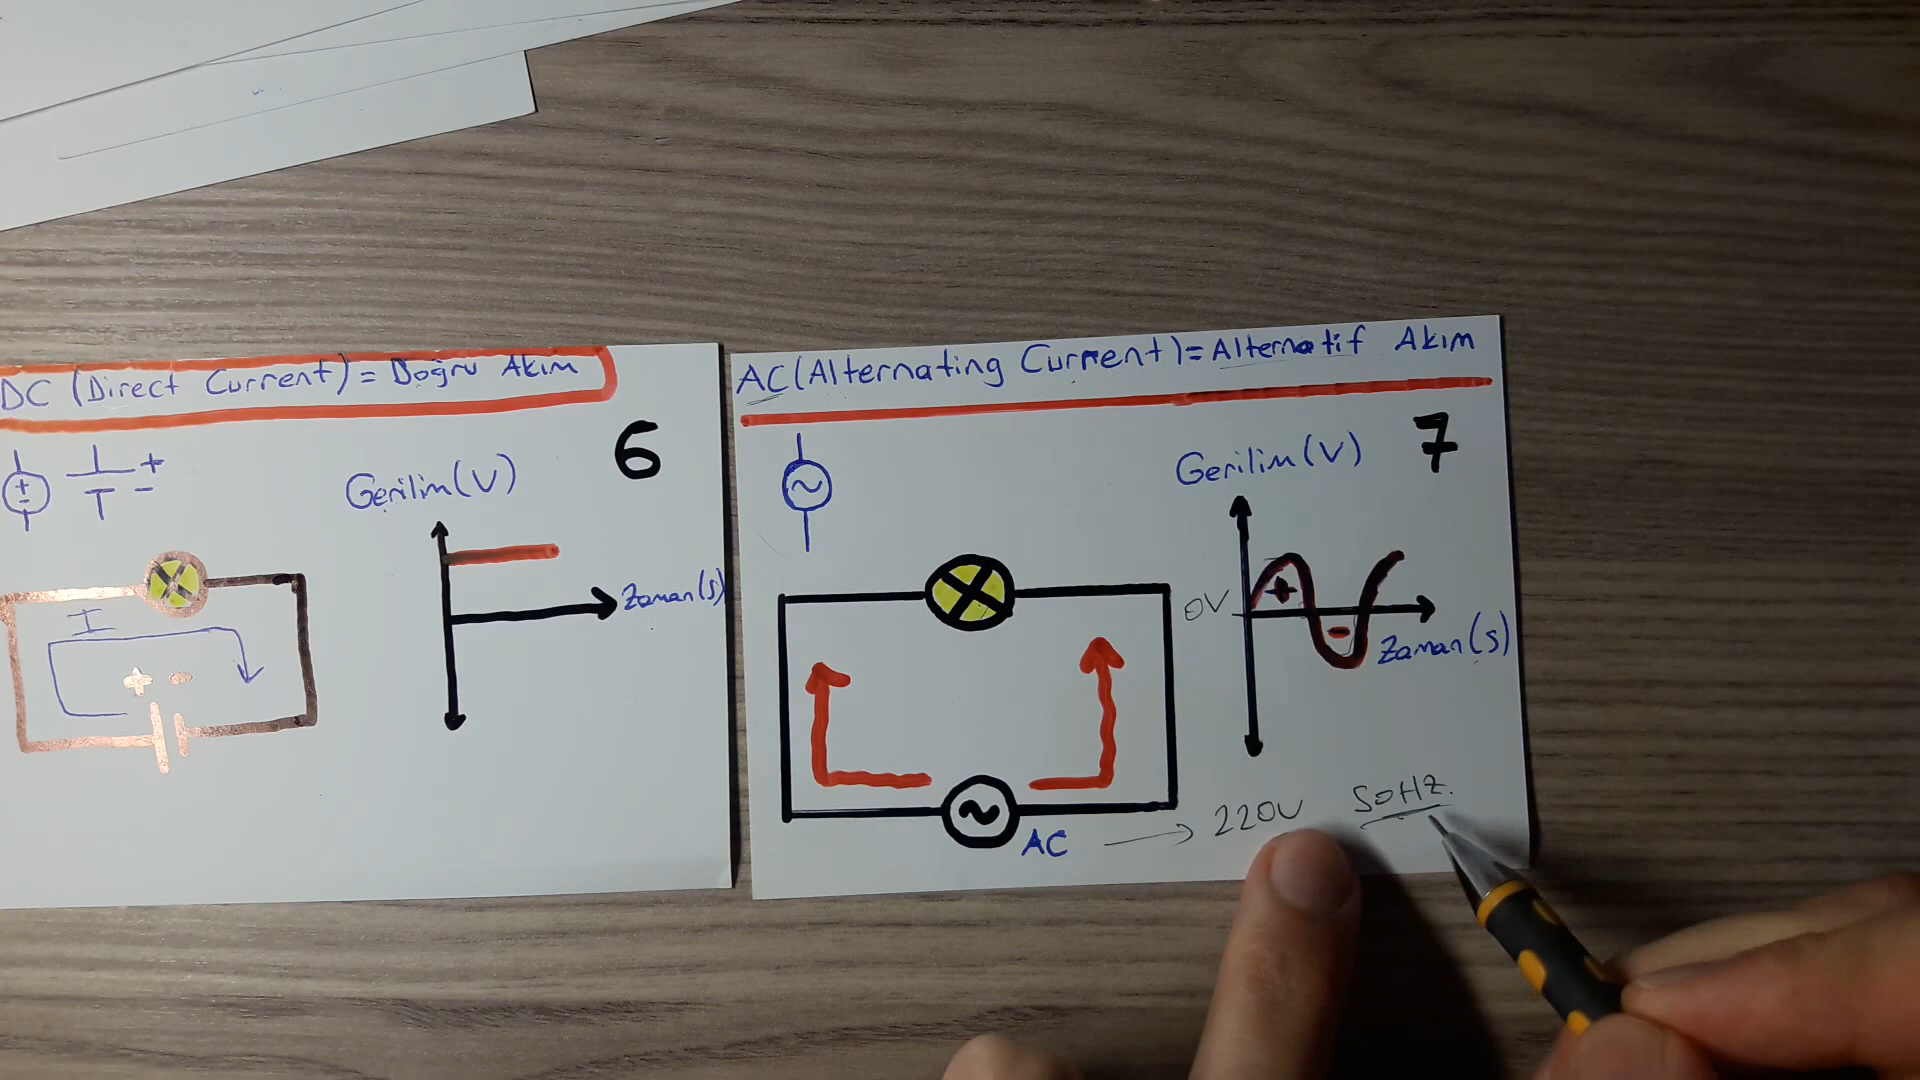 DC (Direct Current) = Doğru Akım
6
+
-
+
-
Gerilim(V)
Zaman(s)
I
+ -
AC(Alternating Current)= Alternatif Akım
7
Gerilim(V)
0V
+
-
Zaman(s)
AC → 220V 50HZ.